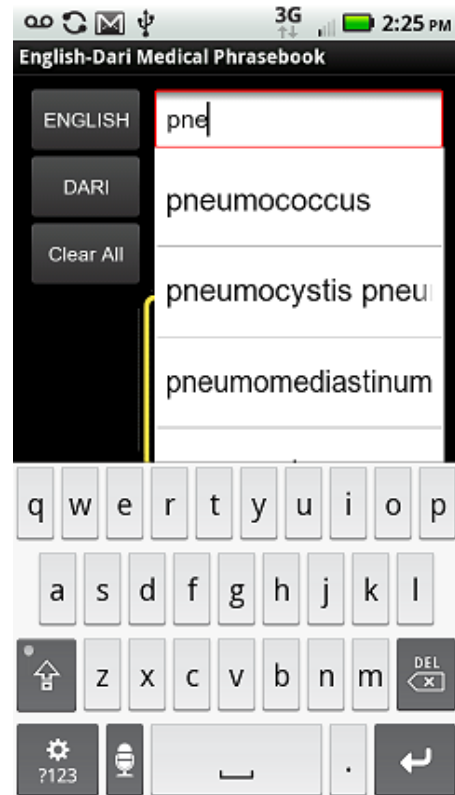 3G 2:25 PM
English-Dari Medical Phrasebook
ENGLISH pne
DARI
pneumococcus
Clear All
pneumocystis pneu
pneumomediastinum
q w e r t y u i o p
a s d f g h j k l
z x c v b n m DEL
?123 .